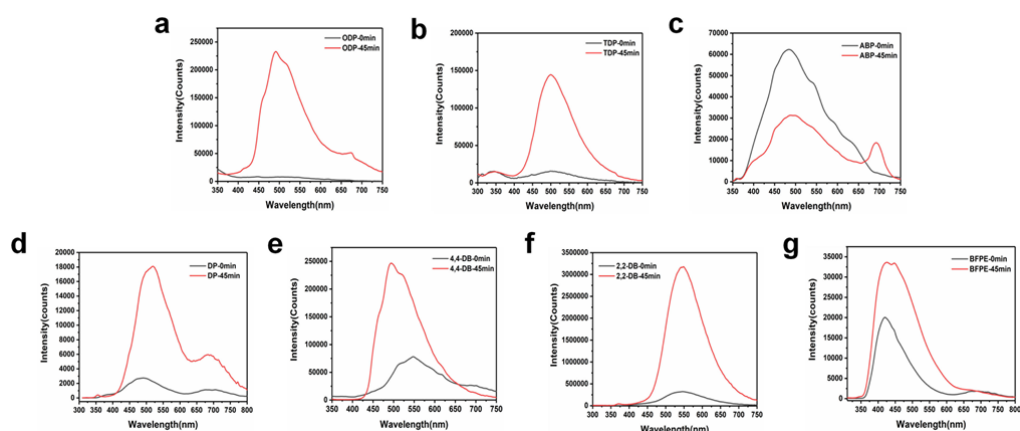 a
ODP-0min
ODP-45min
250000
200000
150000
100000
50000
0
350 400 450 500 550 600 650 700 750
Intensity(Counts)
Wavelength(nm)
b
TDP-0min
TDP-45min
200000
150000
100000
50000
0
300 350 400 450 500 550 600 650 700 750
Intensity(Counts)
Wavelength(nm)
c
ABP-0min
ABP-45min
70000
60000
50000
40000
30000
20000
10000
0
350 400 450 500 550 600 650 700 750
Intensity(Counts)
Wavelength(nm)
d
DP-0min
DP-45min
20000
18000
16000
14000
12000
10000
8000
6000
4000
2000
0
300 350 400 450 500 550 600 650 700 750 800
Intensity(counts)
Wavelength(nm)
e
4,4-DB-0min
4,4-DB-45min
250000
200000
150000
100000
50000
0
350 400 450 500 550 600 650 700 750
Intensity(Counts)
Wavelength(nm)
f
2,2-DB-0min
2,2-DB-45min
3500000
3000000
2500000
2000000
1500000
1000000
500000
0
300 350 400 450 500 550 600 650 700 750
Intensity(counts)
Wavelength(nm)
g
BFPE-0min
BFPE-45min
35000
30000
25000
20000
15000
10000
5000
0
350 400 450 500 550 600 650 700 750 800
Intensity(counts)
Wavelength(nm)